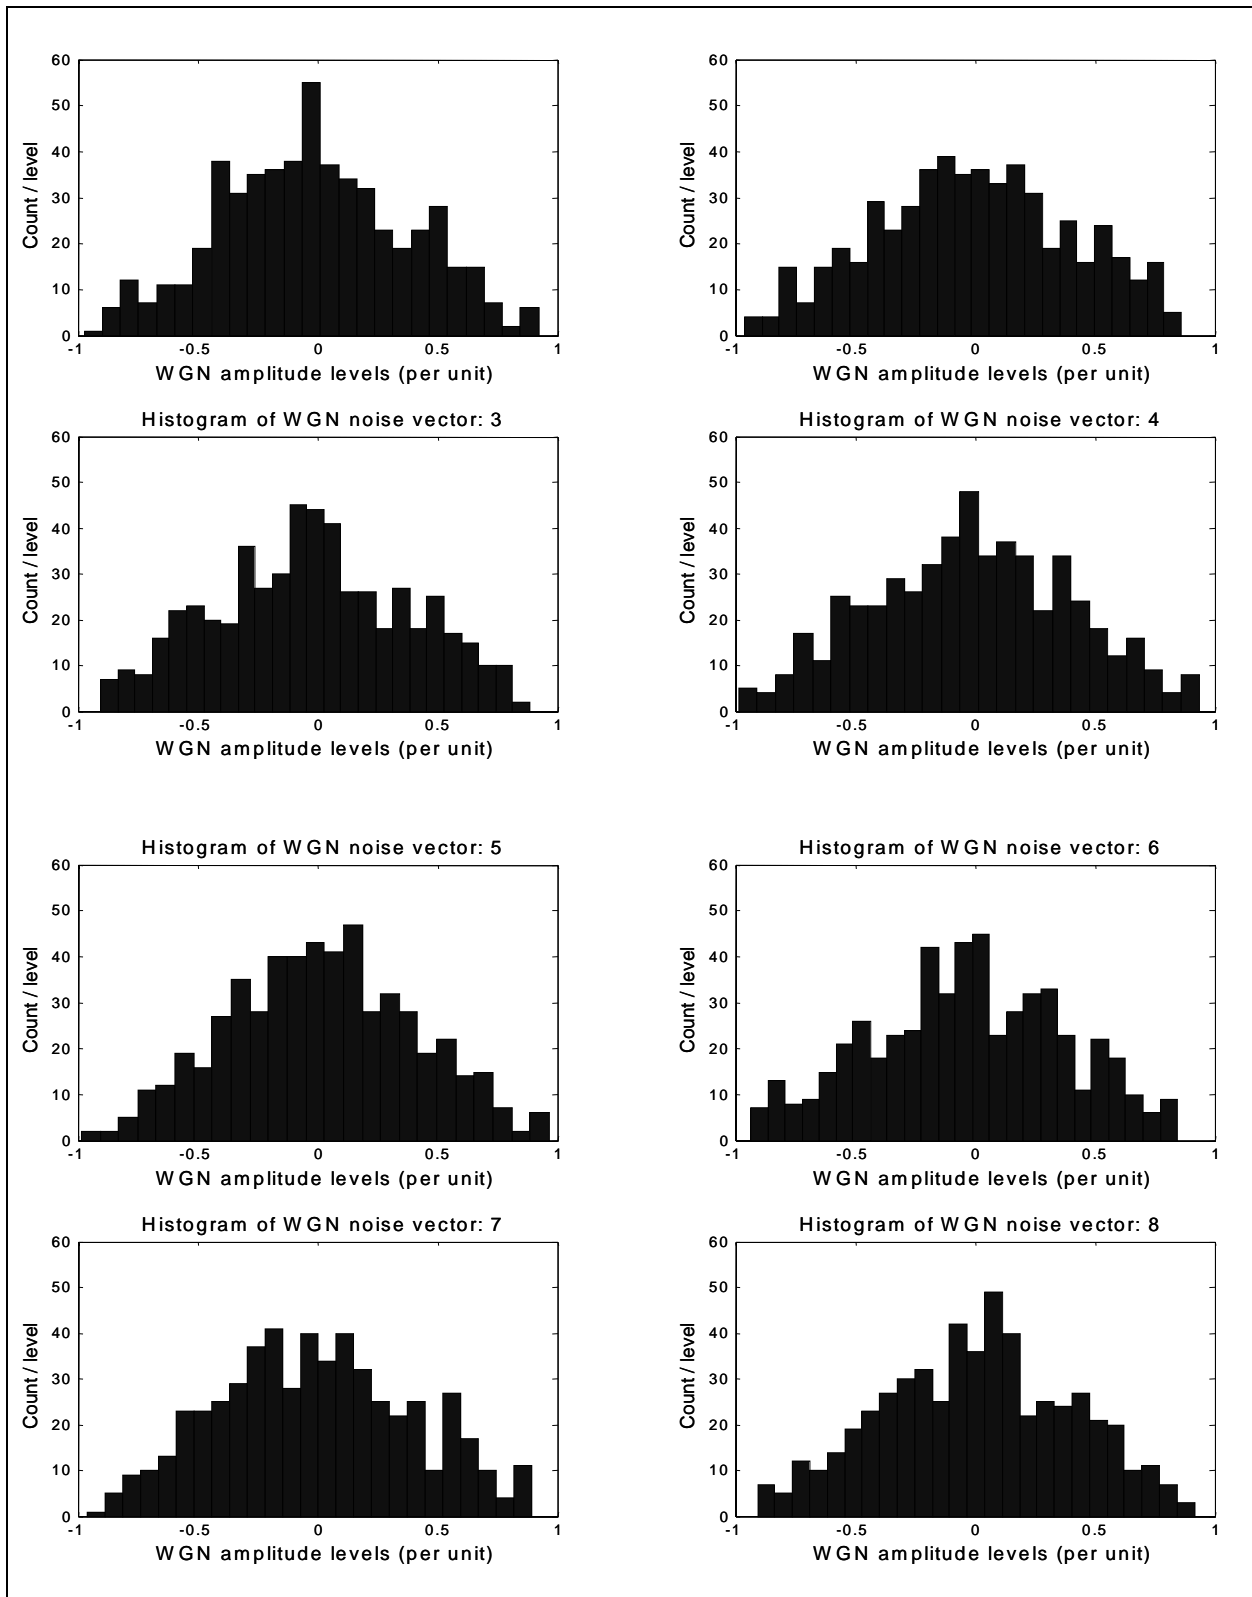 60
50
40
30
20
10
0
Count / level
-1 -0.5 0 0.5 1
WGN amplitude levels (per unit)
60
50
40
30
20
10
0
Count / level
-1 -0.5 0 0.5 1
WGN amplitude levels (per unit)
Histogram of WGN noise vector: 3
60
50
40
30
20
10
0
Count / level
-1 -0.5 0 0.5 1
WGN amplitude levels (per unit)
Histogram of WGN noise vector: 4
60
50
40
30
20
10
0
Count / level
-1 -0.5 0 0.5 1
WGN amplitude levels (per unit)
Histogram of WGN noise vector: 5
60
50
40
30
20
10
0
Count / level
-1 -0.5 0 0.5 1
WGN amplitude levels (per unit)
Histogram of WGN noise vector: 6
60
50
40
30
20
10
0
Count / level
-1 -0.5 0 0.5 1
WGN amplitude levels (per unit)
Histogram of WGN noise vector: 7
60
50
40
30
20
10
0
Count / level
-1 -0.5 0 0.5 1
WGN amplitude levels (per unit)
Histogram of WGN noise vector: 8
60
50
40
30
20
10
0
Count / level
-1 -0.5 0 0.5 1
WGN amplitude levels (per unit)